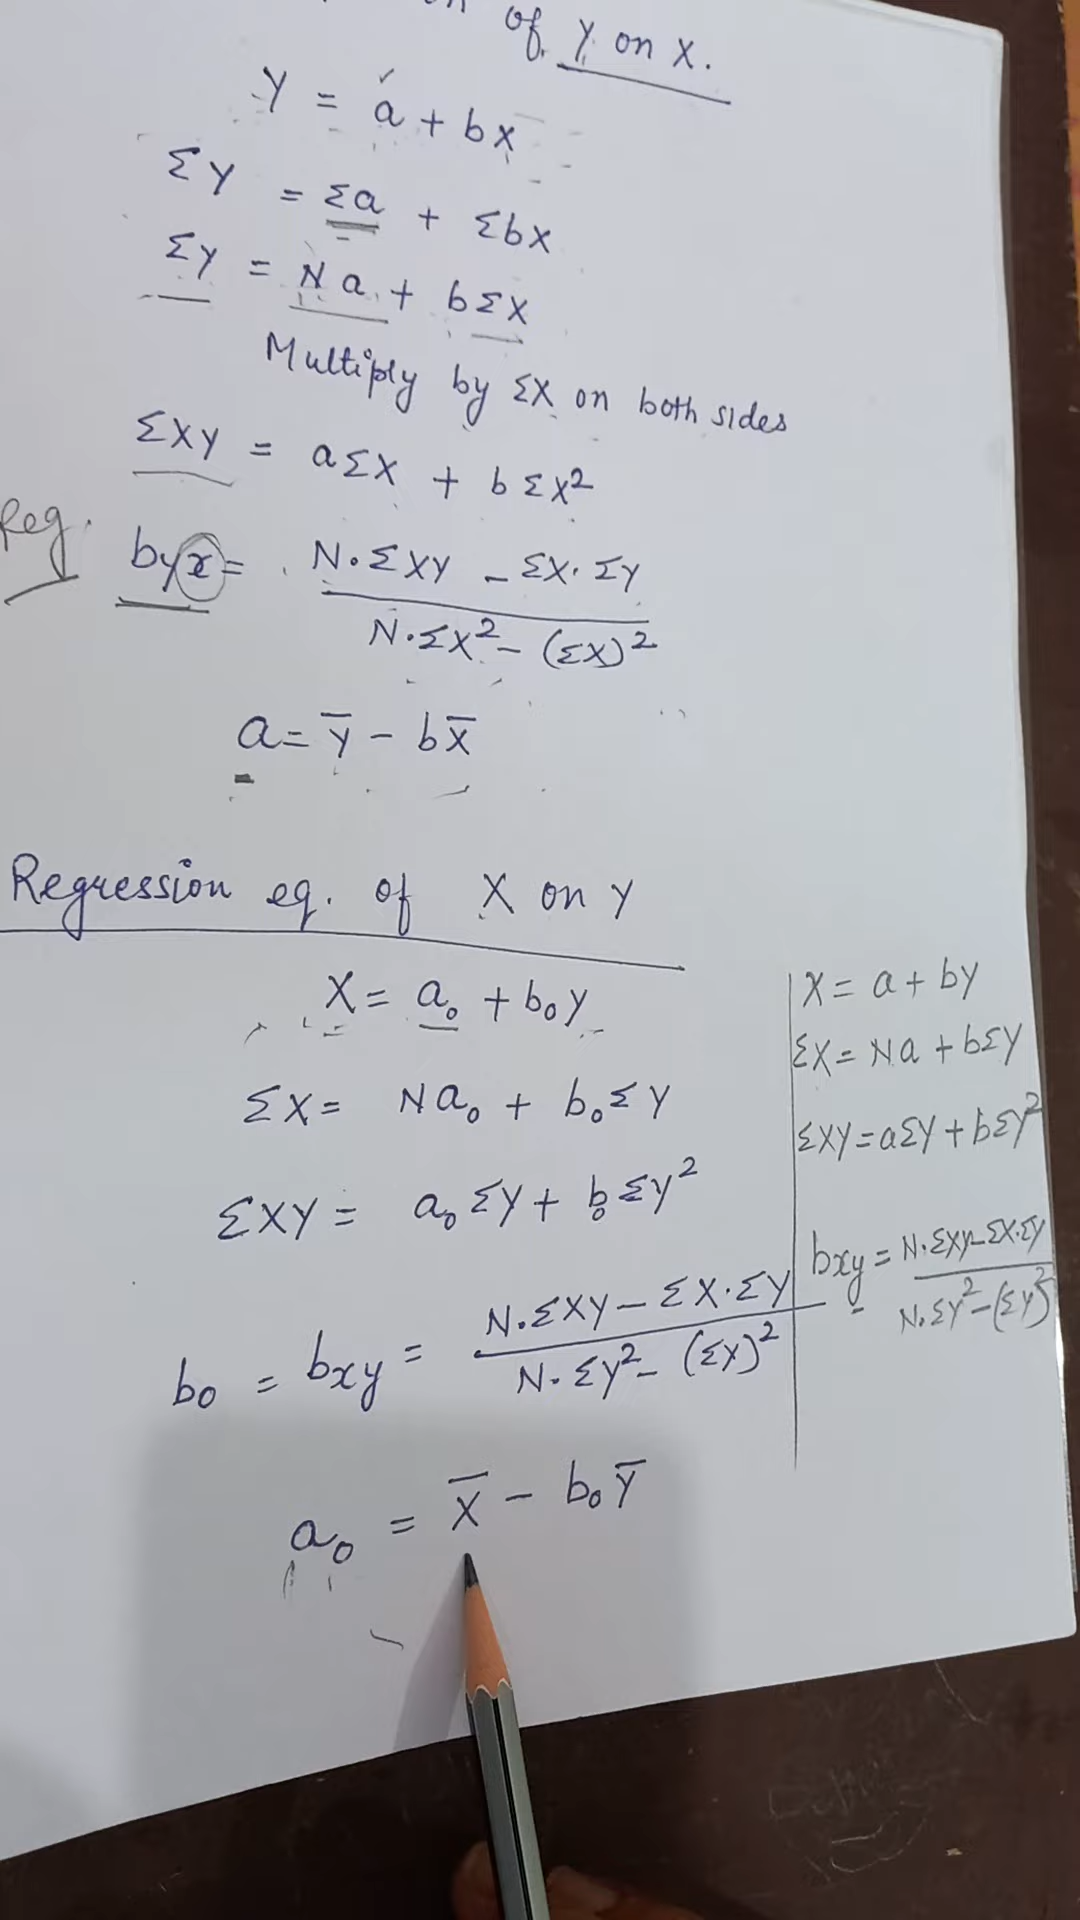 of Y on X.
Y = a + bX
ΣY = Σa + ΣbX
ΣY = Na + bΣX
Multiply by ΣX on both sides
ΣXY = aΣX + bΣX²
Reg. byx = N.ΣXY - ΣX.ΣY
N.ΣX² - (ΣX)²
a = Y̅ - bX̅
Regression eq. of X on Y
X = a₀ + b₀Y
ΣX = Na₀ + b₀ΣY
ΣXY = a₀ΣY + b₀ΣY²
b₀ = bxy = N.ΣXY - ΣX.ΣY
N.ΣY² - (ΣY)²
a₀ = X̅ - b₀Y̅
X = a + bY
ΣX = Na + bΣY
ΣXY = aΣY + bΣY²
bxy = N.ΣXY - ΣX.ΣY
N.ΣY² - (ΣY)²